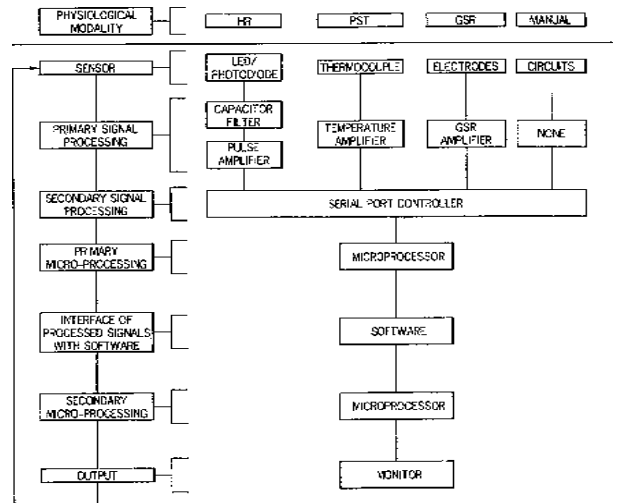 PHYSIOLOGICAL
MODALITY
HR
PST
GSR
MANUAL
SENSOR
LED/
PHOTODIODE
THERMOCOUPLE
ELECTRODES
CIRCUITS
PRIMARY SIGNAL
PROCESSING
CAPACITOR
FILTER
PULSE
AMPLIFIER
TEMPERATURE
AMPLIFIER
GSR
AMPLIFIER
NONE
SECONDARY SIGNAL
PROCESSING
SERIAL PORT CONTROLLER
PRIMARY
MICRO-PROCESSING
MICROPROCESSOR
INTERFACE OF
PROCESSED SIGNALS
WITH SOFTWARE
SOFTWARE
SECONDARY
MICRO-PROCESSING
MICROPROCESSOR
OUTPUT
MONITOR